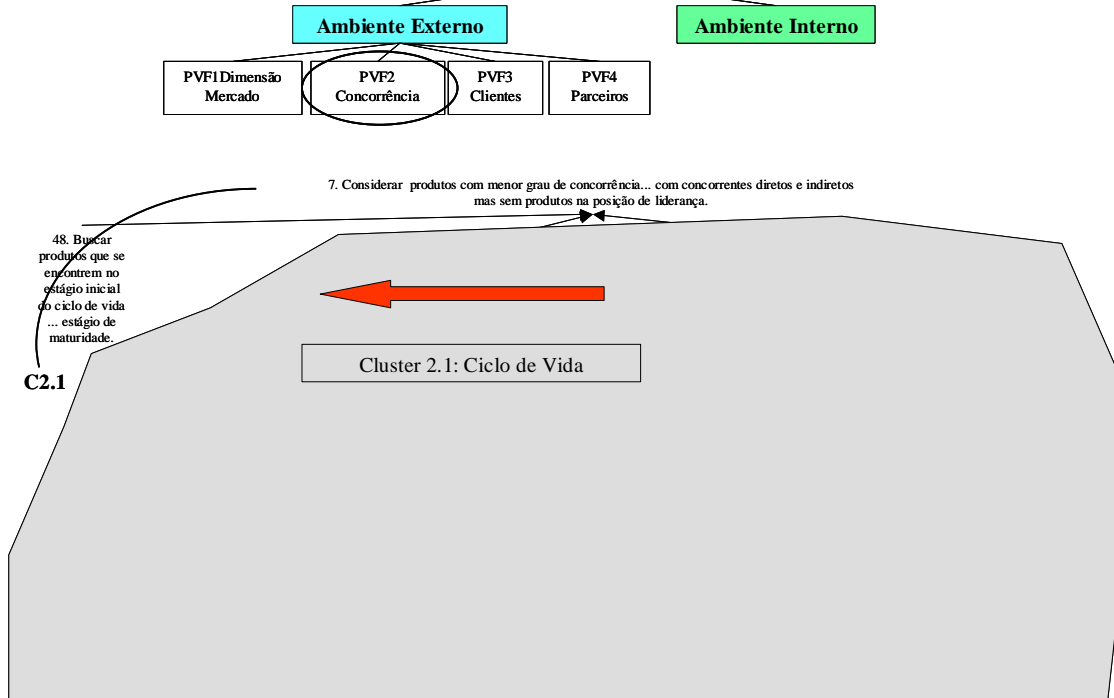 Ambiente Externo
Ambiente Interno
PVF1Dimensão
Mercado
PVF2
Concorrência
PVF3
Clientes
PVF4
Parceiros
7. Considerar produtos com menor grau de concorrência... com concorrentes diretos e indiretos
mas sem produtos na posição de liderança.
48. Buscar
produtos que se
encontrem no
estágio inicial
do ciclo de vida
... estágio de
maturidade.
C2.1
Cluster 2.1: Ciclo de Vida